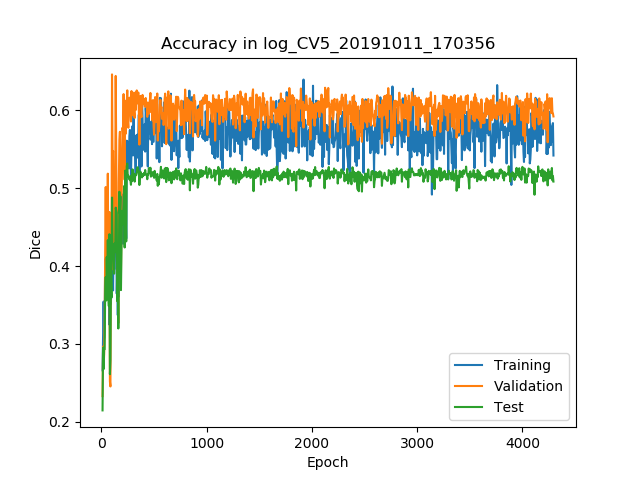 Accuracy in log_CV5_20191011_170356
0.6
0.5
0.4
0.3
0.2
Dice
0 1000 2000 3000 4000
Epoch
Training
Validation
Test